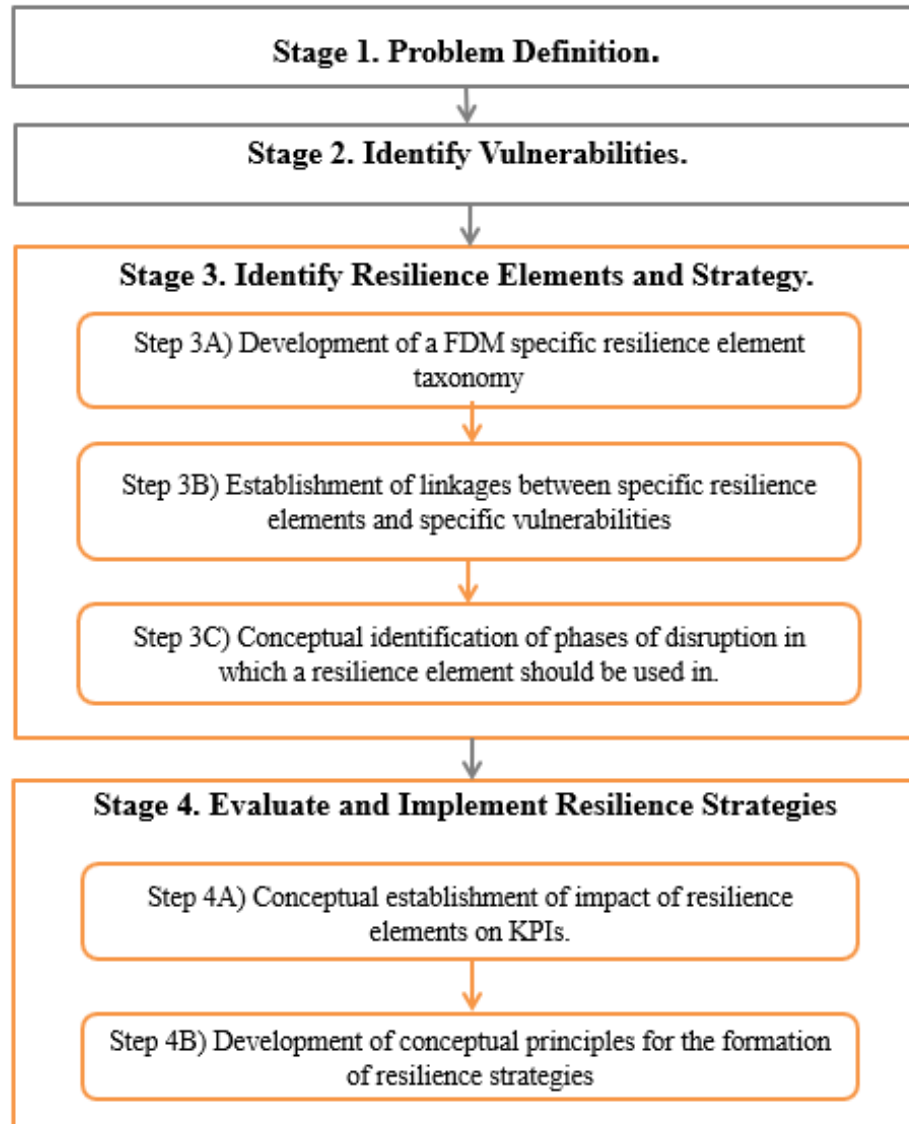 Stage 1. Problem Definition.
Stage 2. Identify Vulnerabilities.
Stage 3. Identify Resilience Elements and Strategy.
Step 3A) Development of a FDM specific resilience element
taxonomy
Step 3B) Establishment of linkages between specific resilience
elements and specific vulnerabilities
Step 3C) Conceptual identification of phases of disruption in
which a resilience element should be used in.
Stage 4. Evaluate and Implement Resilience Strategies
Step 4A) Conceptual establishment of impact of resilience
elements on KPIs.
Step 4B) Development of conceptual principles for the formation
of resilience strategies